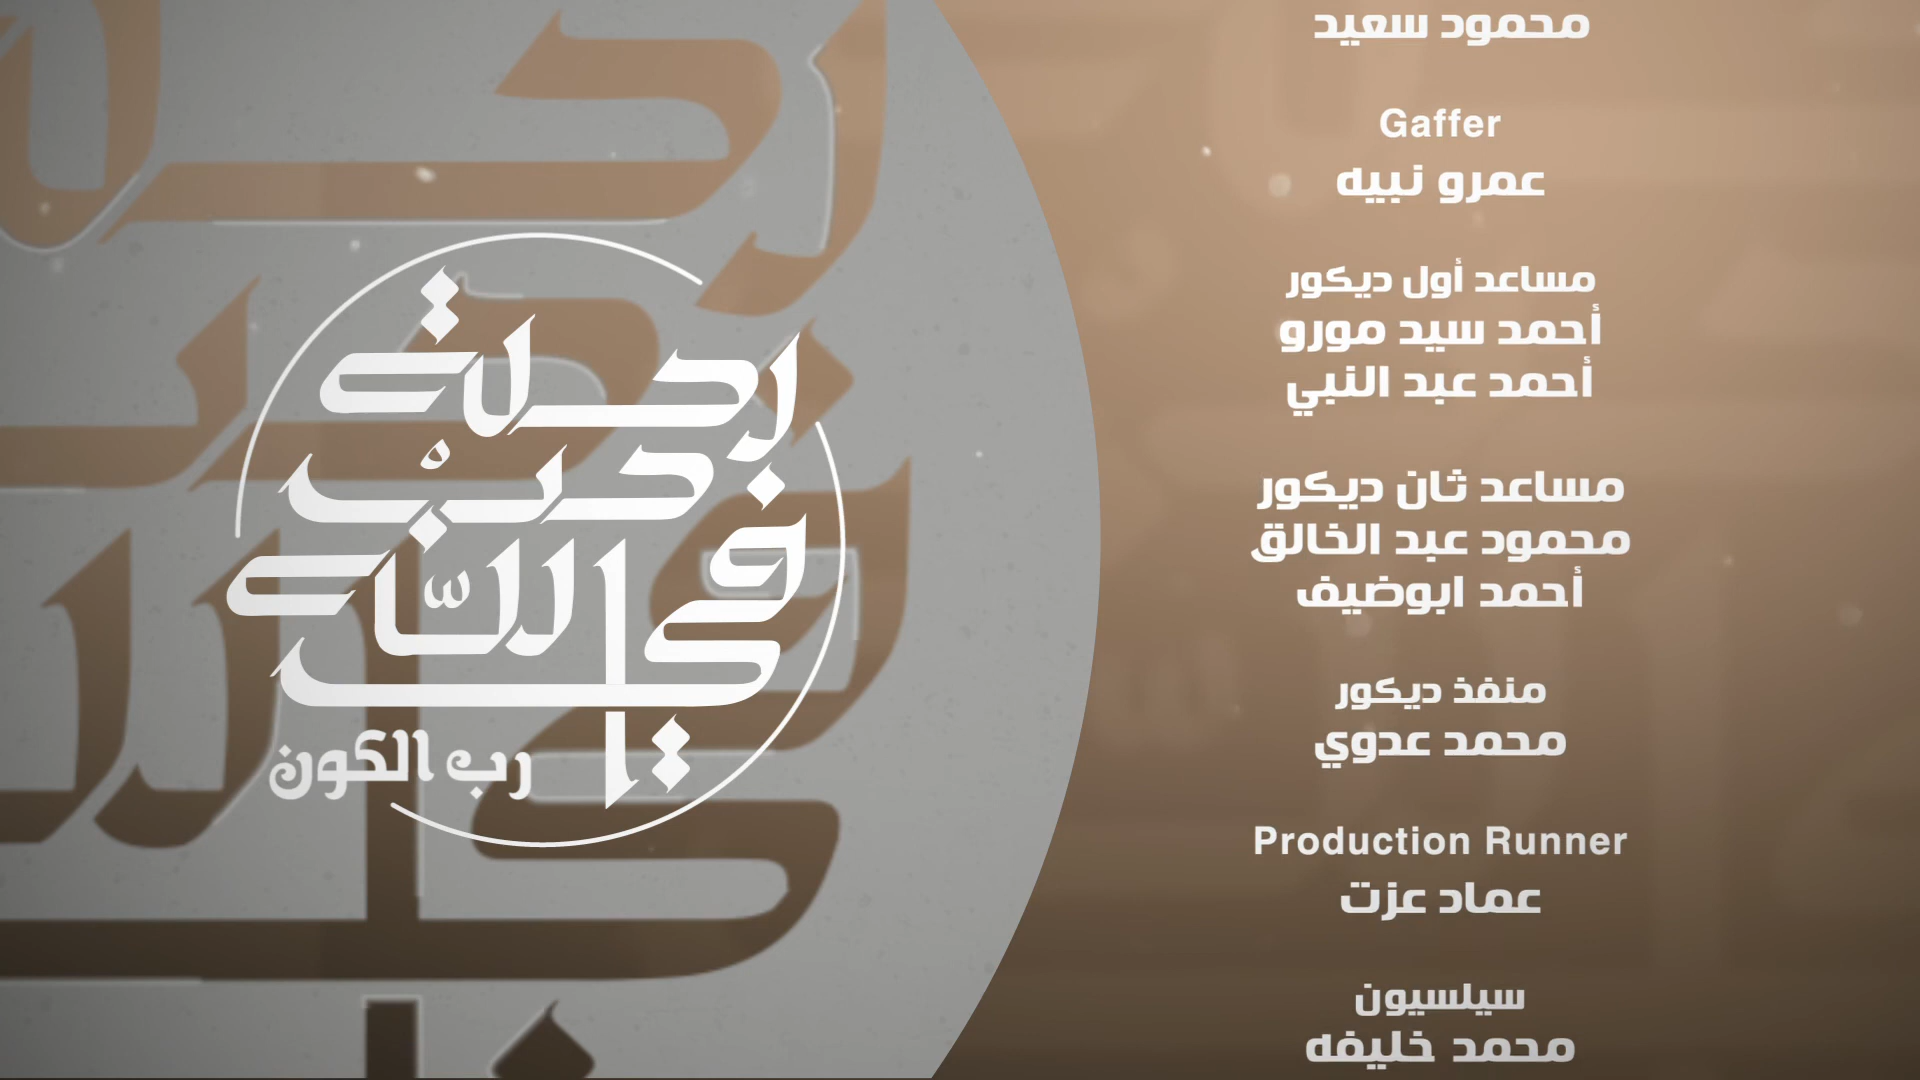 رحلة
حب
في اللي
كا
يا
رب الكون
محمود سعيد
Gaffer
عمرو نبيه
مساعد أول ديكور
أحمد سيد مورو
أحمد عبد النبي
مساعد ثان ديكور
محمود عبد الخالق
أحمد ابوضيف
منفذ ديكور
محمد عدوي
Production Runner
عماد عزت
سيلسيون
محمد خليفه